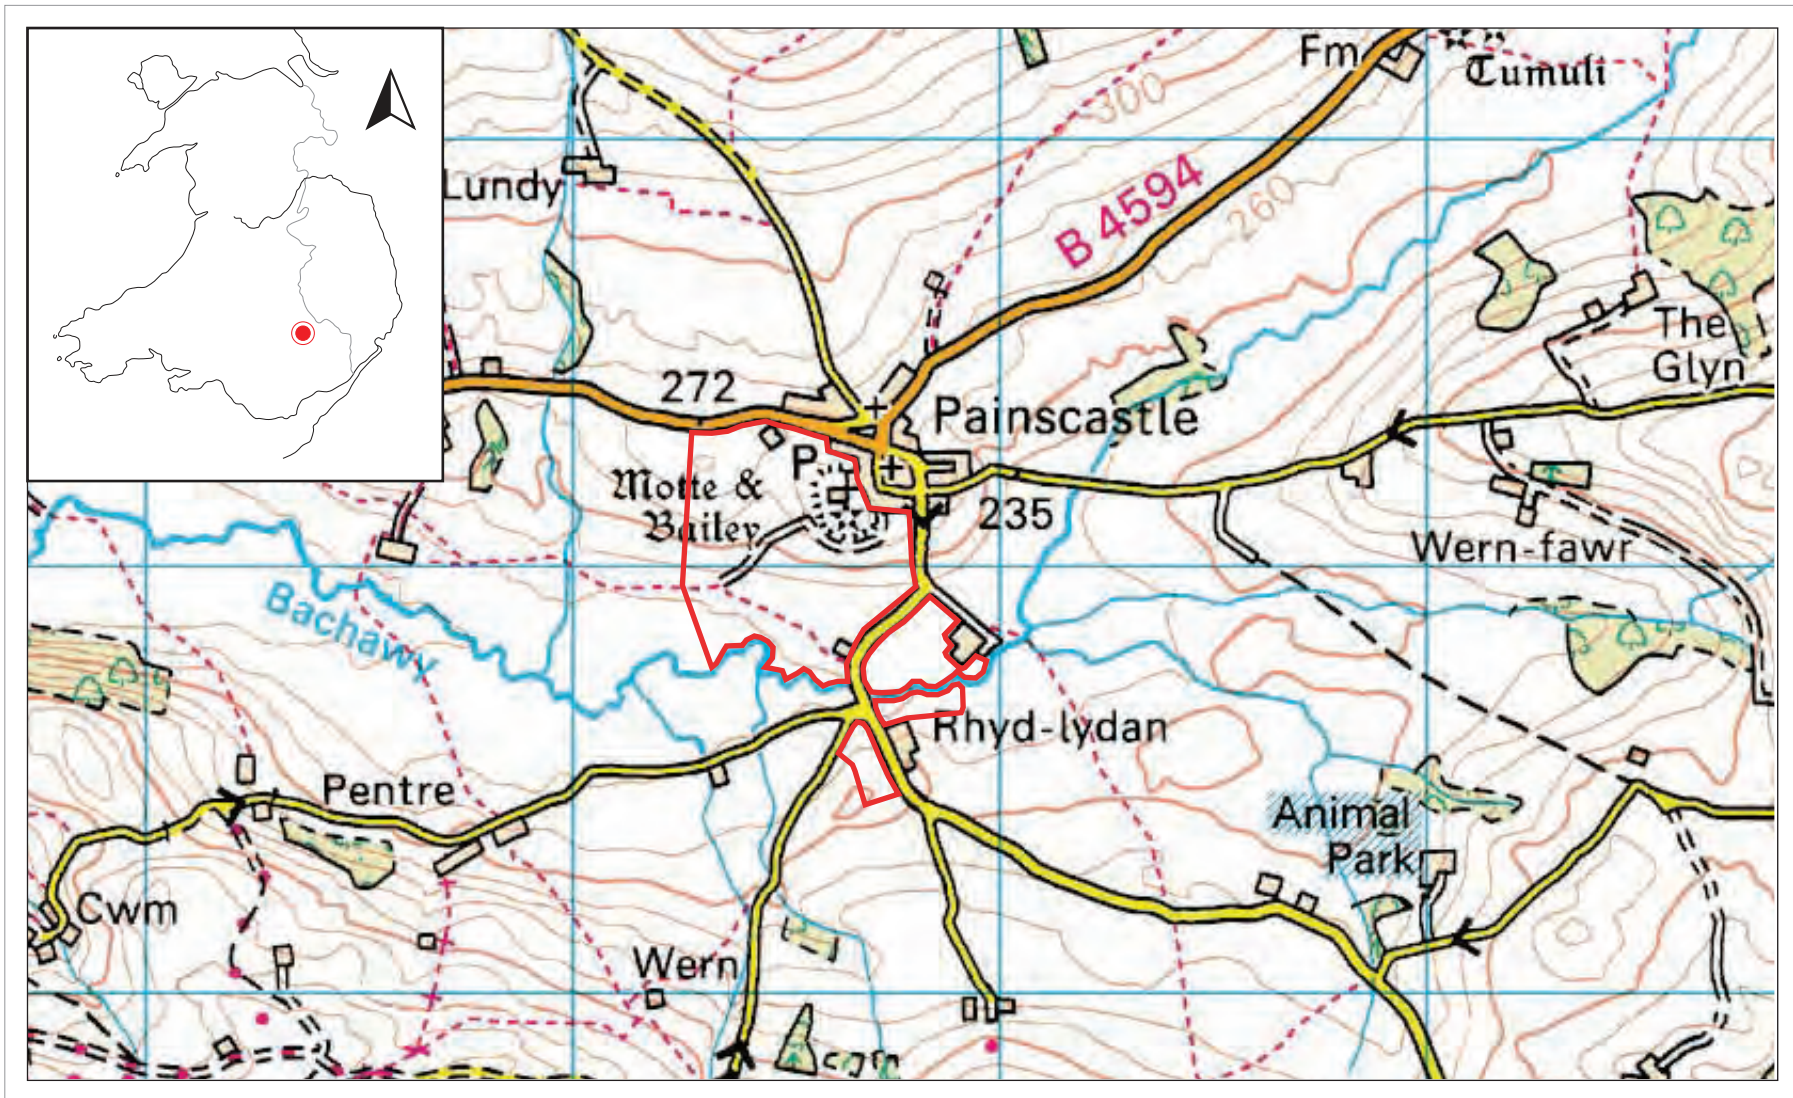 Fm
Tumuli
300
Lundy
B 4594
260
The
Glyn
272
Painscastle
P
Motte &
Bailey
235
Wern-fawr
Bachawy
Rhyd-lydan
Pentre
Animal
Park
Cwm
Wern